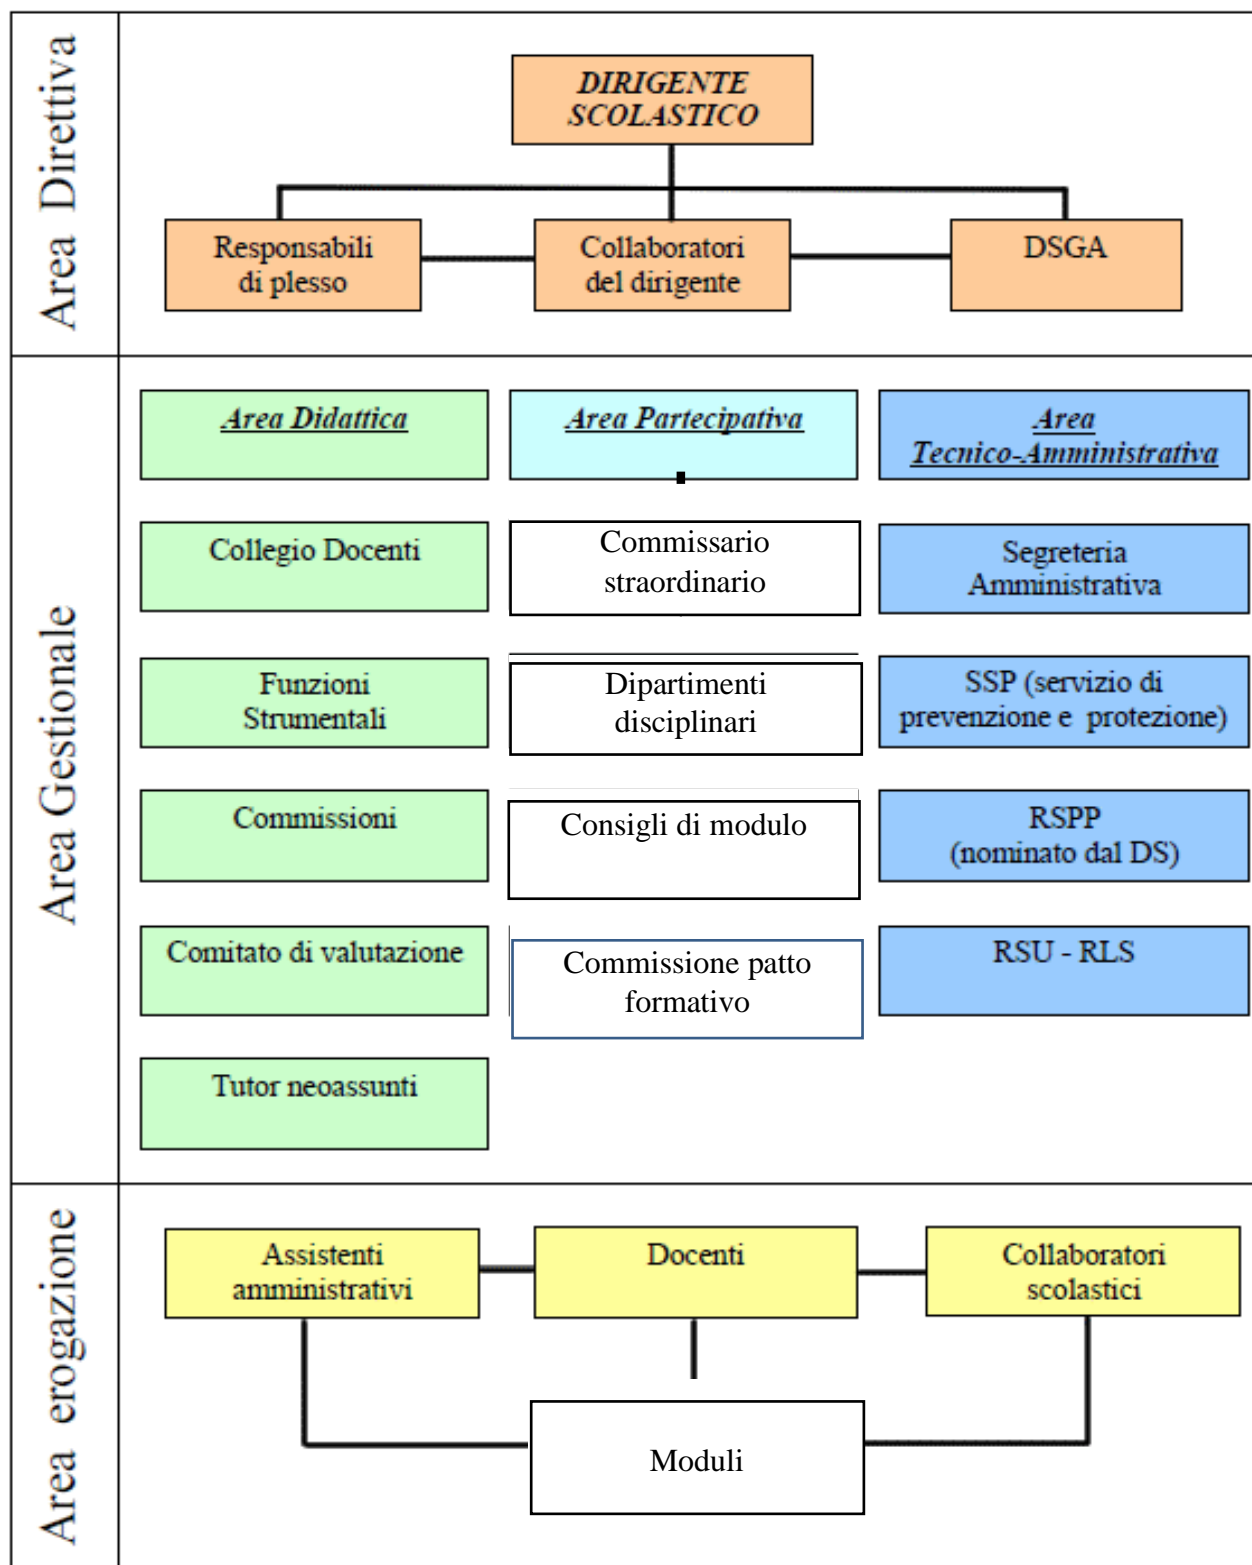 Area Direttiva
DIRIGENTE
SCOLASTICO
Responsabili
di plesso
Collaboratori
del dirigente
DSGA
Area Gestionale
Area Didattica
Area Partecipativa
Area
Tecnico-Amministrativa
Collegio Docenti
Commissario
straordinario
Segreteria
Amministrativa
Funzioni
Strumentali
Dipartimenti
disciplinari
SSP (servizio di
prevenzione e protezione)
Commissioni
Consigli di modulo
RSPP
(nominato dal DS)
Comitato di valutazione
Commissione patto
formativo
RSU - RLS
Tutor neoassunti
Area erogazione
Assistenti
amministrativi
Docenti
Collaboratori
scolastici
Moduli